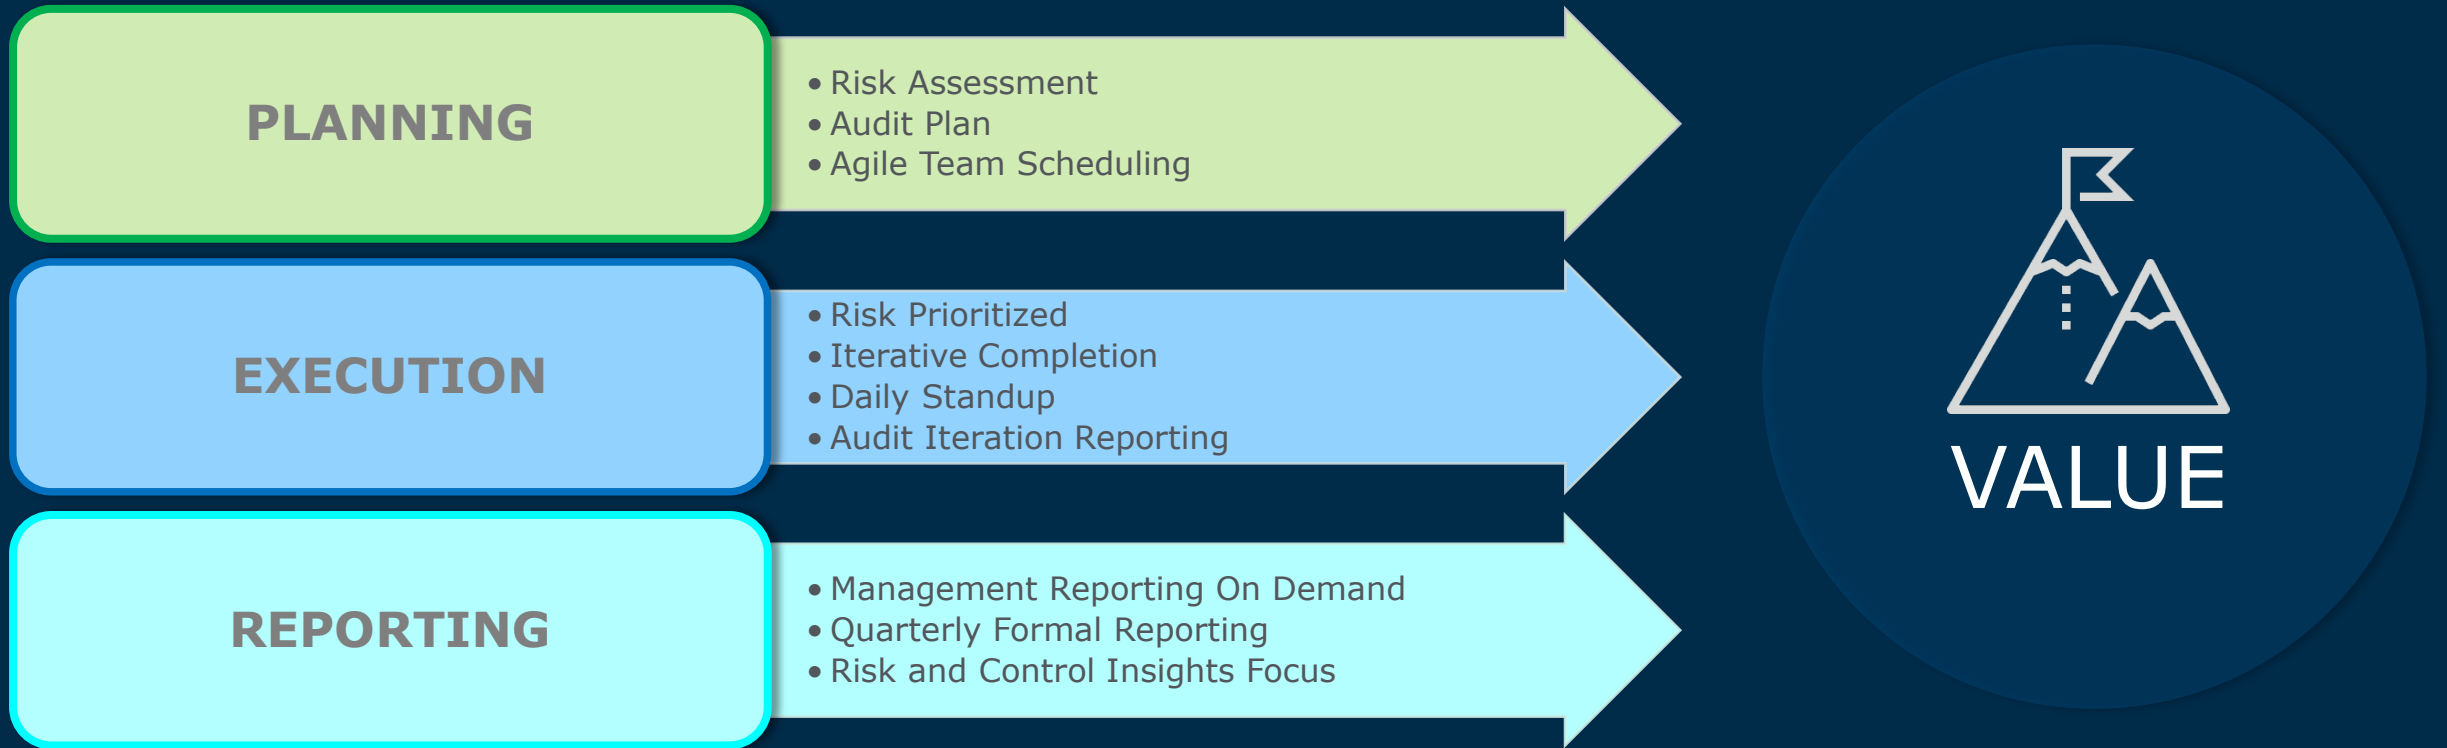 PLANNING
• Risk Assessment
• Audit Plan
• Agile Team Scheduling
EXECUTION
• Risk Prioritized
• Iterative Completion
• Daily Standup
• Audit Iteration Reporting
REPORTING
• Management Reporting On Demand
• Quarterly Formal Reporting
• Risk and Control Insights Focus
VALUE